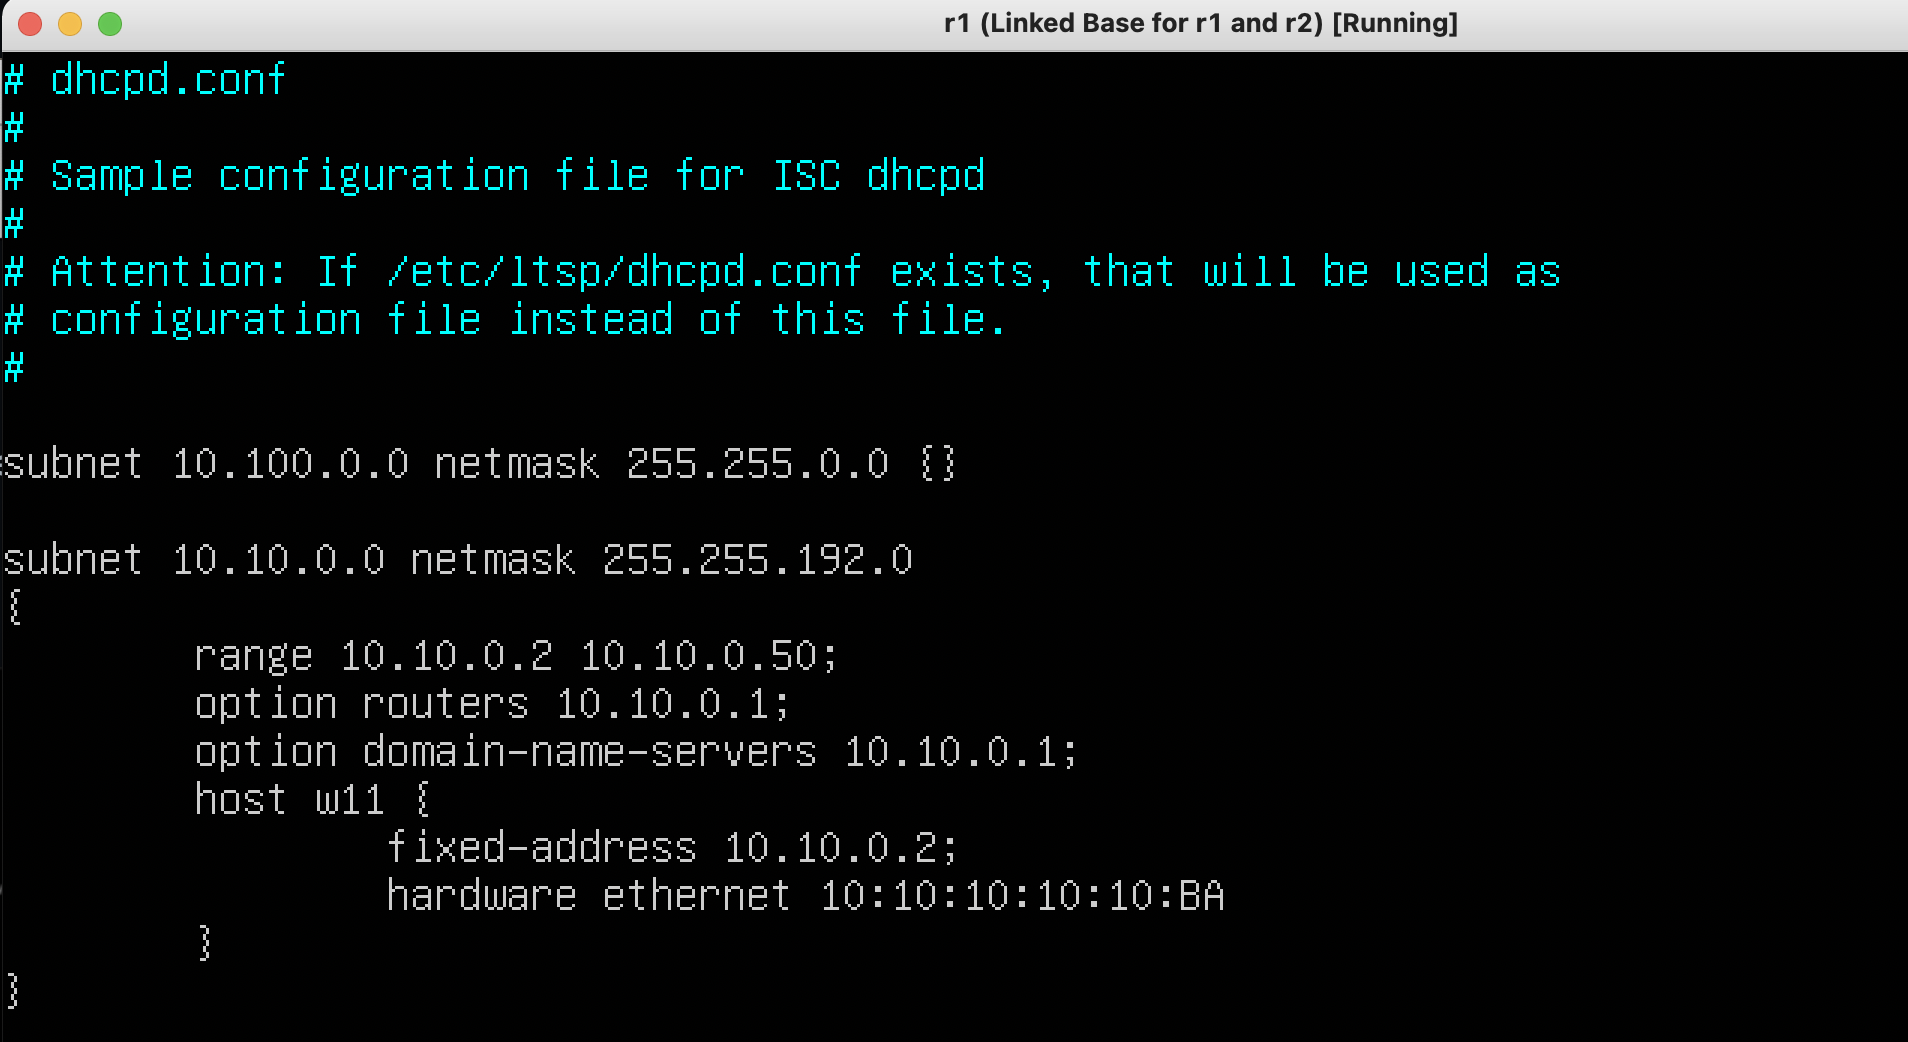 r1 (Linked Base for r1 and r2) [Running]
# dhcpd.conf
#
# Sample configuration file for ISC dhcpd
#
# Attention: If /etc/ltsp/dhcpd.conf exists, that will be used as
# configuration file instead of this file.
#
subnet 10.100.0.0 netmask 255.255.0.0 {}
subnet 10.10.0.0 netmask 255.255.192.0
{
range 10.10.0.2 10.10.0.50;
option routers 10.10.0.1;
option domain-name-servers 10.10.0.1;
host w11 {
fixed-address 10.10.0.2;
hardware ethernet 10:10:10:10:10:BA
}
}